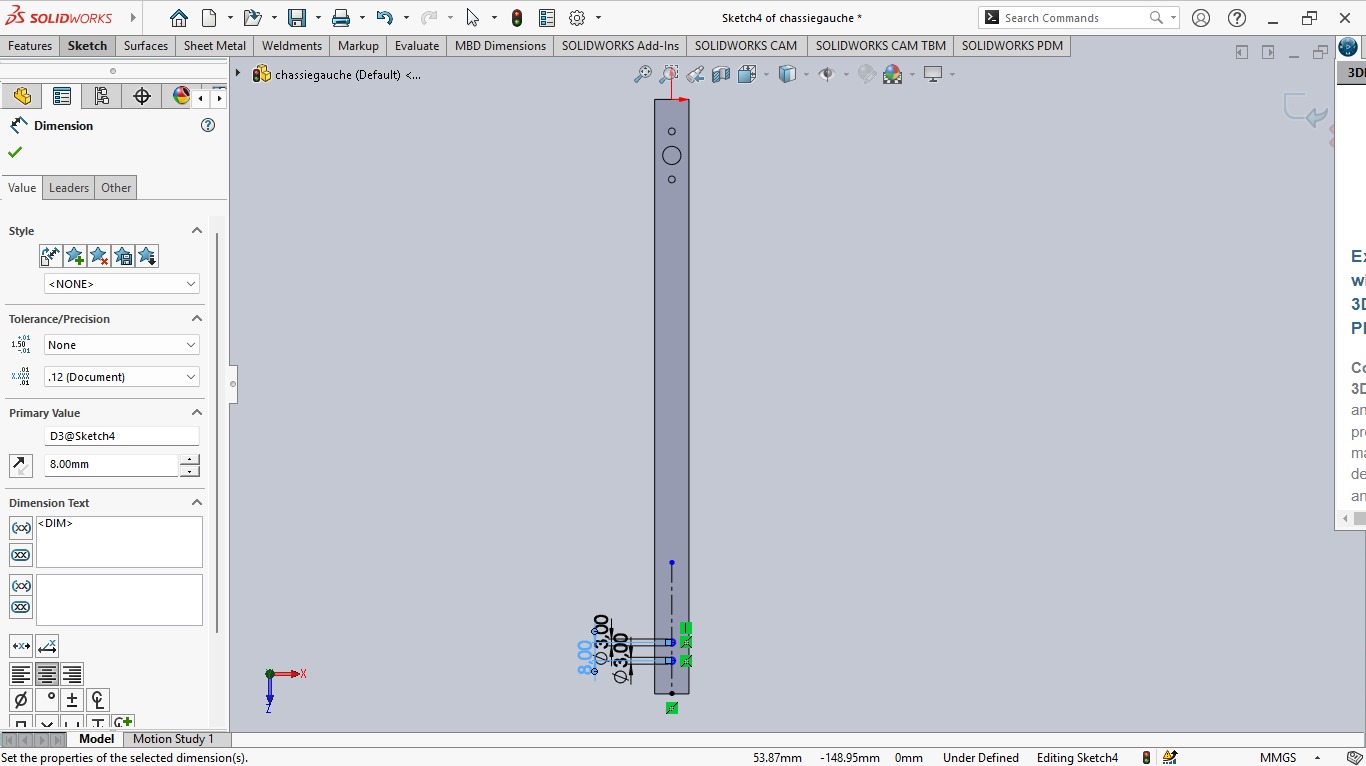 SOLIDWORKS
Sketch4 of chassiegauche *
Search Commands
Features
Sketch
Surfaces
Sheet Metal
Weldments
Markup
Evaluate
MBD Dimensions
SOLIDWORKS Add-Ins
SOLIDWORKS CAM
SOLIDWORKS CAM TBM
SOLIDWORKS PDM
chassiegauche (Default) <...
3D
Dimension
Value
Leaders
Other
Style
<NONE>
Tolerance/Precision
None
.12 (Document)
Primary Value
D3@Sketch4
8.00mm
Dimension Text
<DIM>
8,00
∅ 3,00
∅ 3,00
X
Z
Ex
wi
3D
Pl
Co
3D
an
pro
ma
de
an
Model
Motion Study 1
Set the properties of the selected dimension(s).
53.87mm
-148.95mm
0mm
Under Defined
Editing Sketch4
MMGS